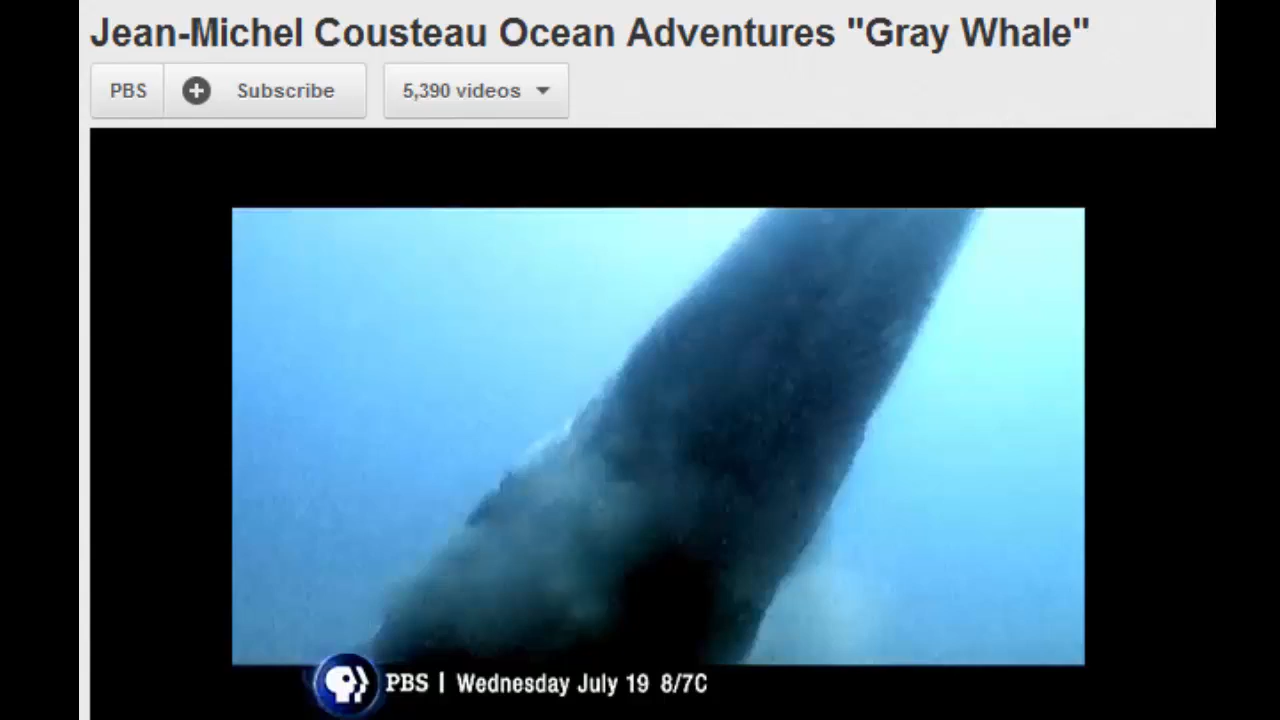 Jean-Michel Cousteau Ocean Adventures "Gray Whale"
PBS Subscribe 5,390 videos
PBS | Wednesday July 19 8/7C